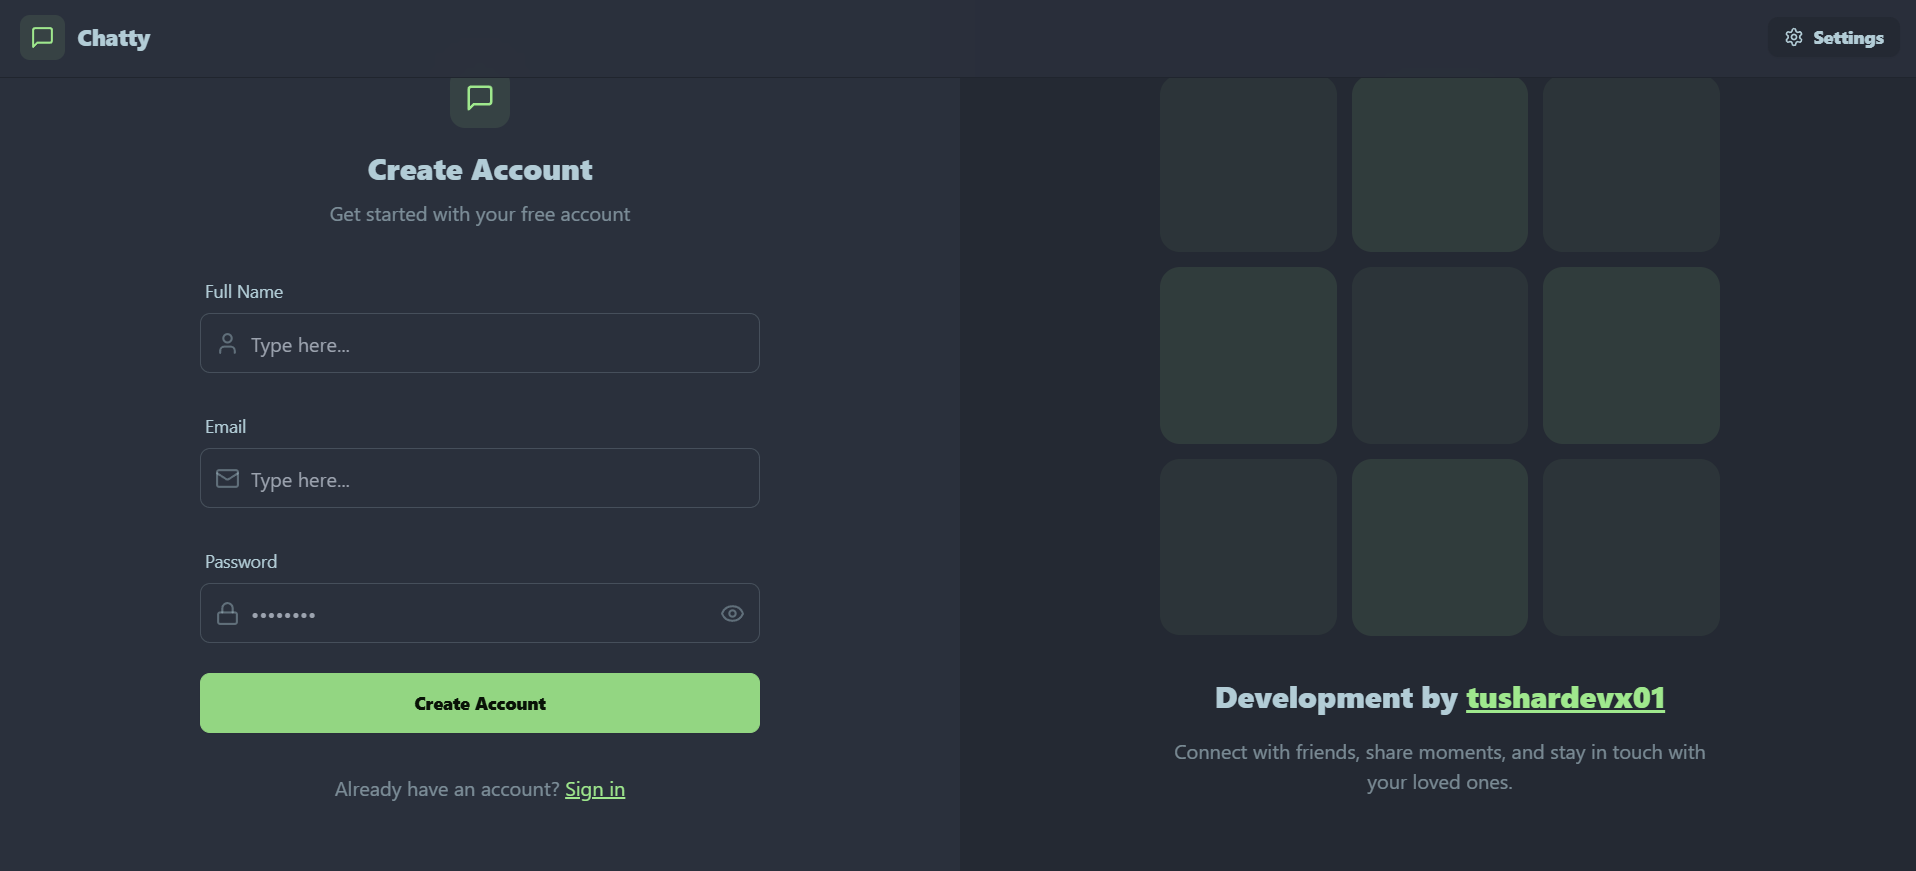 Chatty
Settings
Create Account
Get started with your free account
Full Name
Type here...
Email
Type here...
Password
••••••••
Create Account
Already have an account? Sign in
Development by tushardevx01
Connect with friends, share moments, and stay in touch with
your loved ones.